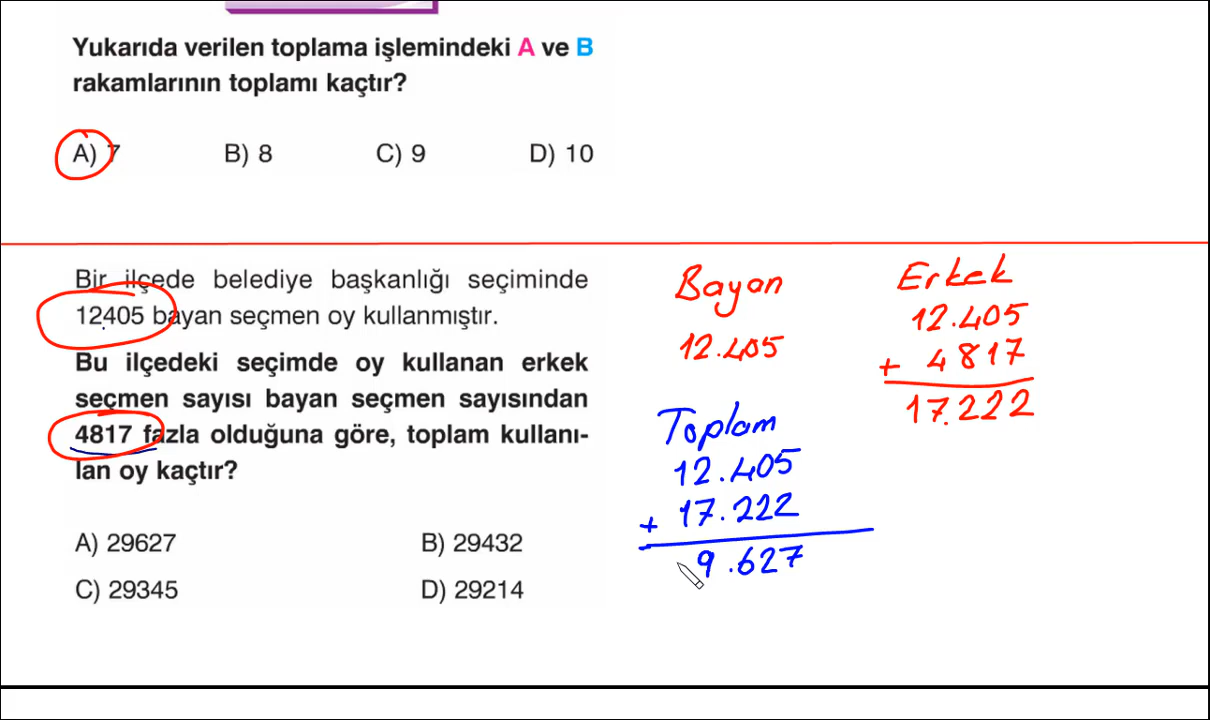 Yukarıda verilen toplama işlemindeki A ve B
rakamlarının toplamı kaçtır?
A) 7 B) 8 C) 9 D) 10
Bir ilçede belediye başkanlığı seçiminde
12405 bayan seçmen oy kullanmıştır.
Bu ilçedeki seçimde oy kullanan erkek
seçmen sayısı bayan seçmen sayısından
4817 fazla olduğuna göre, toplam kullanı-
lan oy kaçtır?
A) 29627 B) 29432
C) 29345 D) 29214
Bayan
12.405
Erkek
12.405
+ 4817
17.222
Toplam
12.405
+ 17.222
9.627